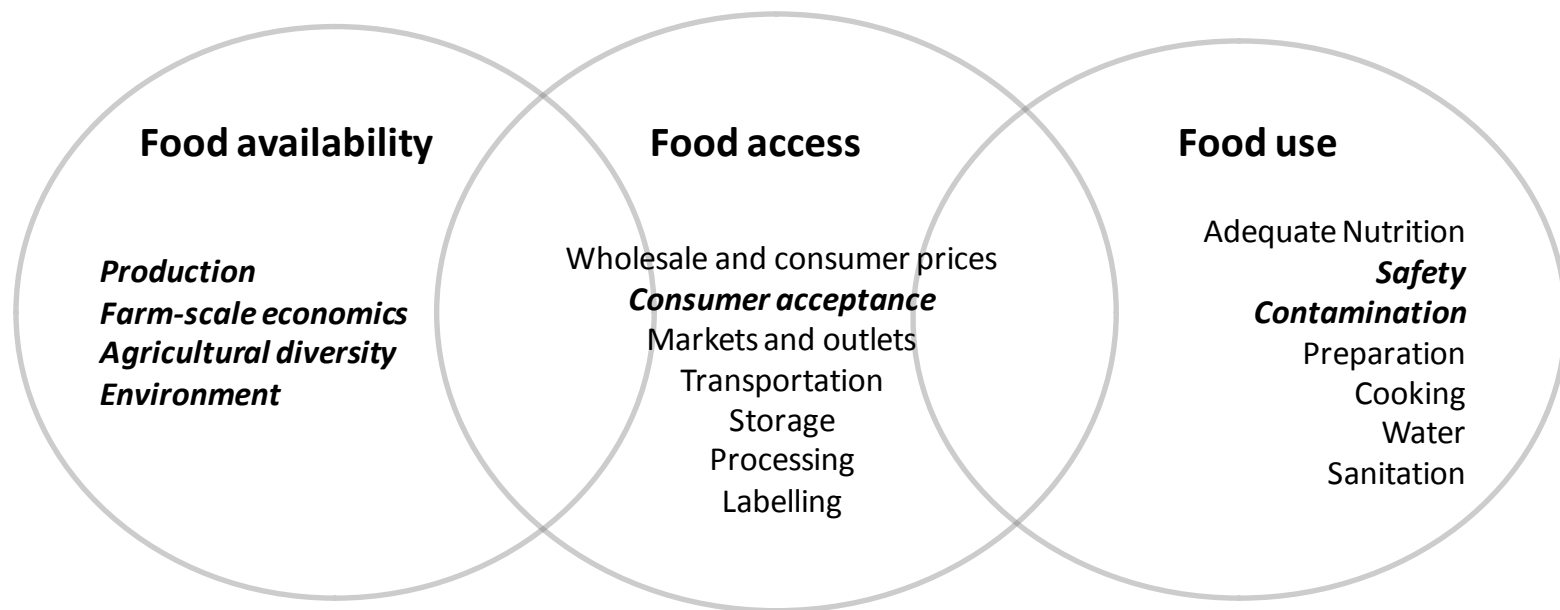 Food availability
Production
Farm-scale economics
Agricultural diversity
Environment
Food access
Wholesale and consumer prices
Consumer acceptance
Markets and outlets
Transportation
Storage
Processing
Labelling
Food use
Adequate Nutrition
Safety
Contamination
Preparation
Cooking
Water
Sanitation